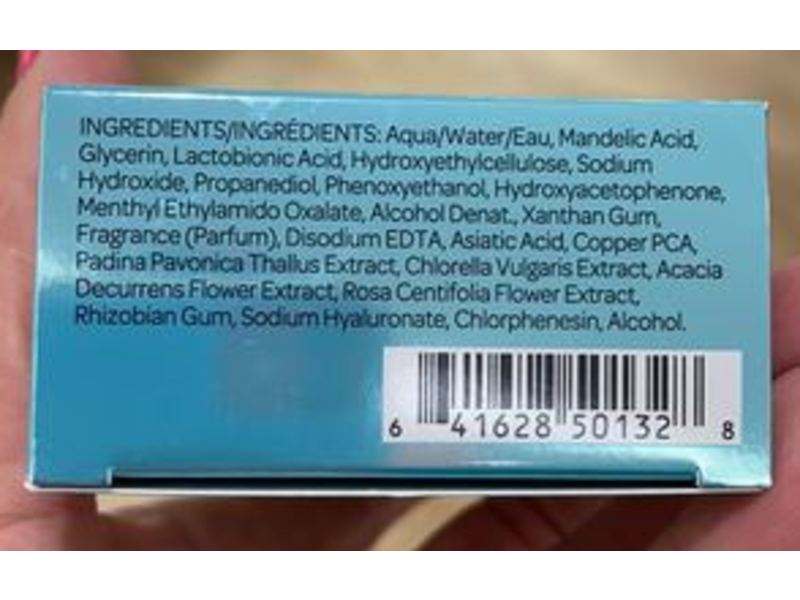 INGREDIENTS/INGRÉDIENTS: Aqua/Water/Eau, Mandelic Acid,
Glycerin, Lactobionic Acid, Hydroxyethylcellulose, Sodium
Hydroxide, Propanediol, Phenoxyethanol, Hydroxyacetophenone,
Menthyl Ethylamido Oxalate, Alcohol Denat., Xanthan Gum,
Fragrance (Parfum), Disodium EDTA, Asiatic Acid, Copper PCA,
Padina Pavonica Thallus Extract, Chlorella Vulgaris Extract, Acacia
Decurrens Flower Extract, Rosa Centifolia Flower Extract,
Rhizobian Gum, Sodium Hyaluronate, Chlorphenesin, Alcohol.
6 41628 50132 8